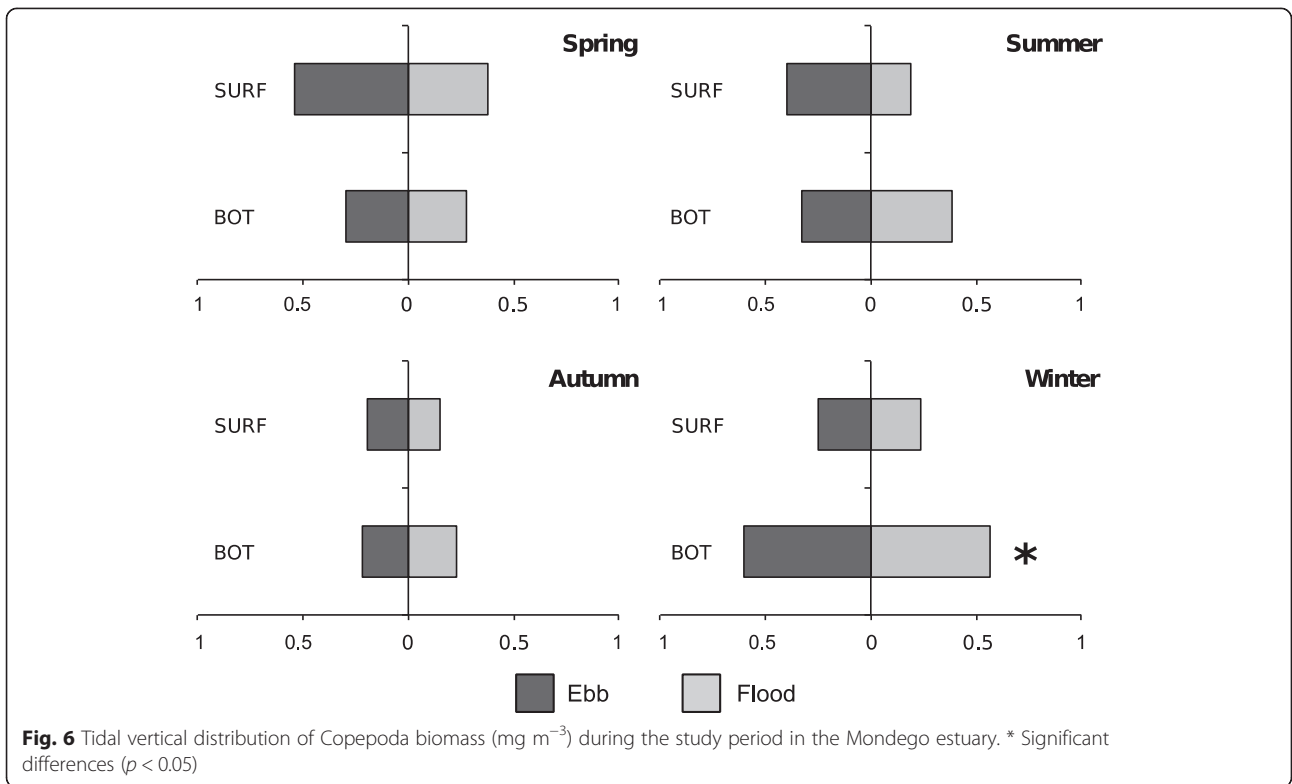 Spring Summer
SURF SURF
BOT BOT
1 0.5 0 0.5 1 1 0.5 0 0.5 1
Autumn Winter
SURF SURF
BOT BOT *
1 0.5 0 0.5 1 1 0.5 0 0.5 1
Ebb Flood
Fig. 6 Tidal vertical distribution of Copepoda biomass (mg m⁻³) during the study period in the Mondego estuary. * Significant
differences (p < 0.05)